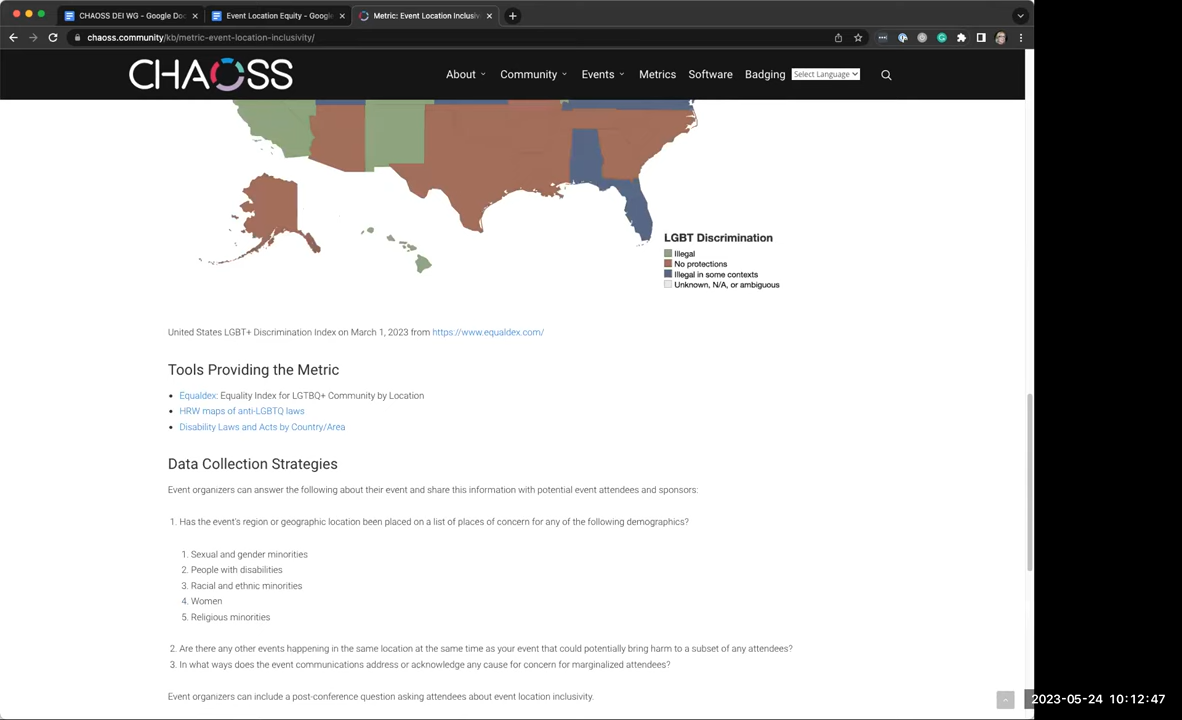 CHAOSS DEI WG - Google Doc
Event Location Equity - Google
Metric: Event Location Inclusiv
chaoss.community/kb/metric-event-location-inclusivity/
CHAOSS
About
Community
Events
Metrics
Software
Badging
Select Language
LGBT Discrimination
Illegal
No protections
Illegal in some contexts
Unknown, N/A, or ambiguous
United States LGBT+ Discrimination Index on March 1, 2023 from https://www.equaldex.com/
Tools Providing the Metric
Equaldex: Equality Index for LGTBQ+ Community by Location
HRW maps of anti-LGBTQ laws
Disability Laws and Acts by Country/Area
Data Collection Strategies
Event organizers can answer the following about their event and share this information with potential event attendees and sponsors:
1. Has the event's region or geographic location been placed on a list of places of concern for any of the following demographics?
1. Sexual and gender minorities
2. People with disabilities
3. Racial and ethnic minorities
4. Women
5. Religious minorities
2. Are there any other events happening in the same location at the same time as your event that could potentially bring harm to a subset of any attendees?
3. In what ways does the event communications address or acknowledge any cause for concern for marginalized attendees?
Event organizers can include a post-conference question asking attendees about event location inclusivity.
2023-05-24 10:12:47